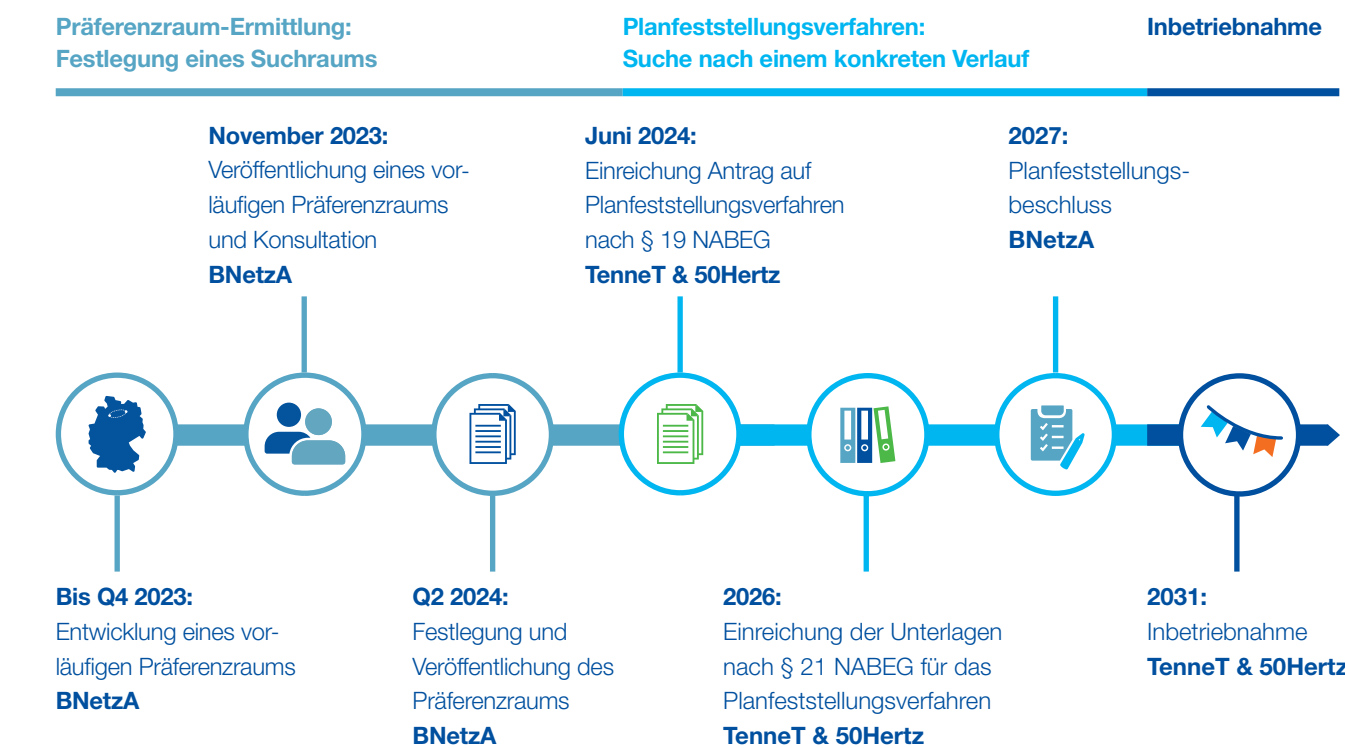 Präferenzraum-Ermittlung:
Festlegung eines Suchraums
Planfeststellungsverfahren:
Suche nach einem konkreten Verlauf
Inbetriebnahme
November 2023:
Veröffentlichung eines vor-
läufigen Präferenzraums
und Konsultation
BNetzA
Juni 2024:
Einreichung Antrag auf
Planfeststellungsverfahren
nach § 19 NABEG
TenneT & 50Hertz
2027:
Planfeststellungs-
beschluss
BNetzA
Bis Q4 2023:
Entwicklung eines vor-
läufigen Präferenzraums
BNetzA
Q2 2024:
Festlegung und
Veröffentlichung des
Präferenzraums
BNetzA
2026:
Einreichung der Unterlagen
nach § 21 NABEG für das
Planfeststellungsverfahren
TenneT & 50Hertz
2031:
Inbetriebnahme
TenneT & 50Hertz